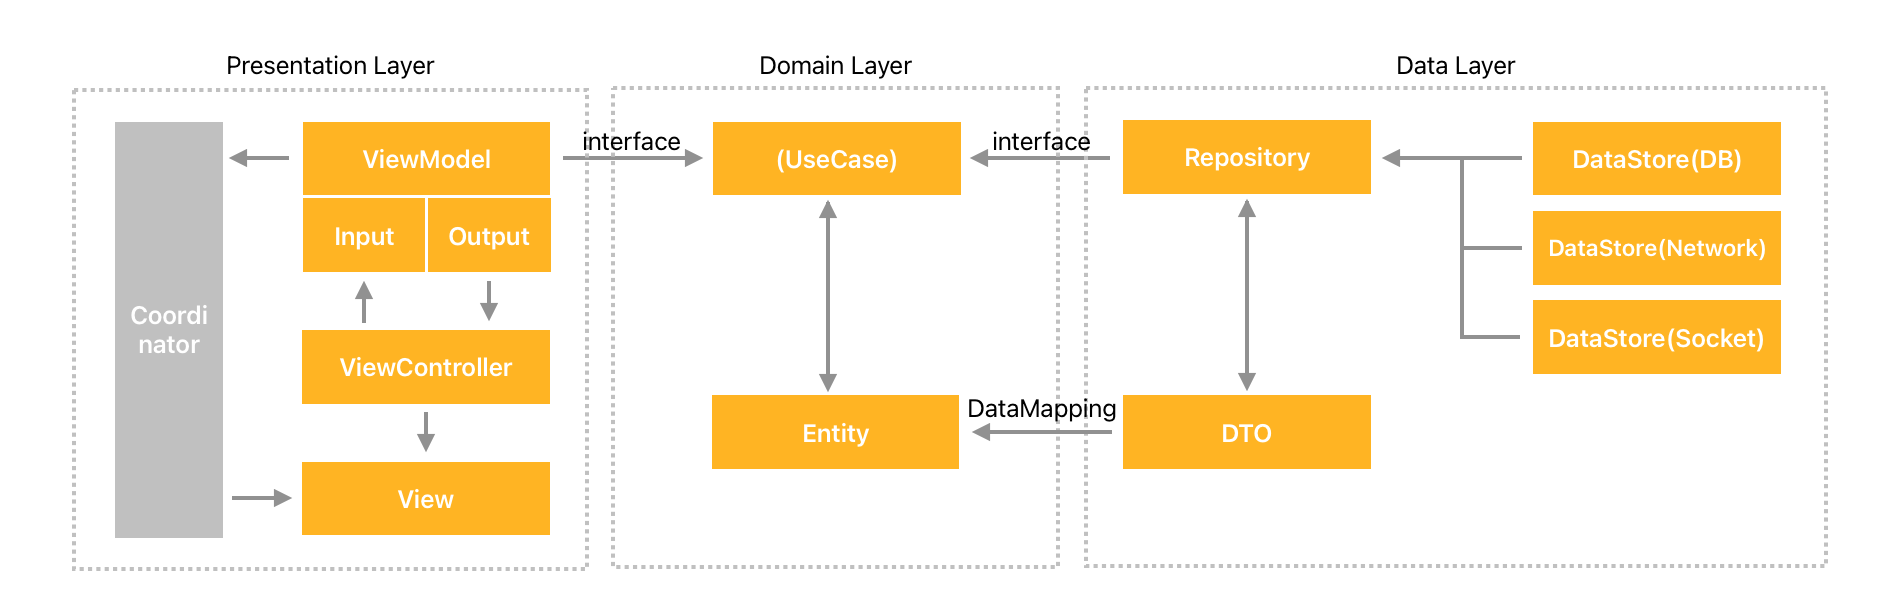 Presentation Layer
Domain Layer
Data Layer
Coordi
nator
ViewModel
Input
Output
ViewController
View
interface
(UseCase)
Entity
interface
DataMapping
Repository
DTO
DataStore(DB)
DataStore(Network)
DataStore(Socket)